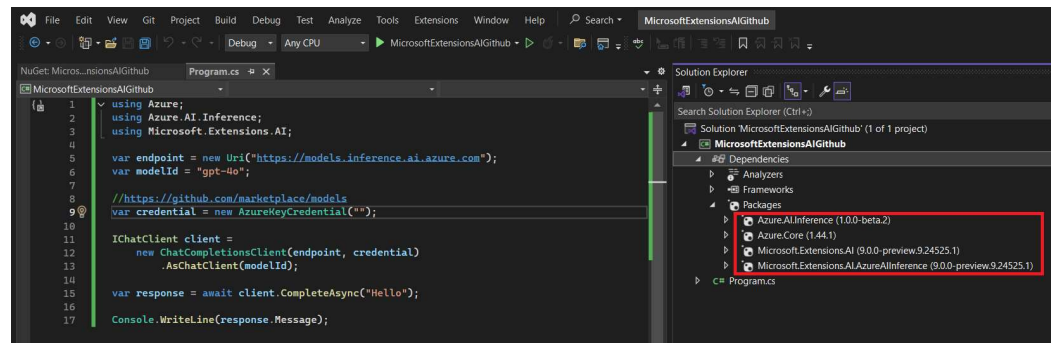 File Edit View Git Project Build Debug Test Analyze Tools Extensions Window Help Search MicrosoftExtensionsAIGithub
Debug Any CPU MicrosoftExtensionsAIGithub
NuGet: Micros...nsionsAIGithub Program.cs
MicrosoftExtensionsAIGithub
1 using Azure;
2 using Azure.AI.Inference;
3 using Microsoft.Extensions.AI;
4
5 var endpoint = new Uri("https://models.inference.ai.azure.com");
6 var modelId = "gpt-4o";
7
8 //https://github.com/marketplace/models
9 var credential = new AzureKeyCredential("");
10
11 IChatClient client =
12 new ChatCompletionsClient(endpoint, credential)
13 .AsChatClient(modelId);
14
15 var response = await client.CompleteAsync("Hello");
16
17 Console.WriteLine(response.Message);
Solution Explorer
Search Solution Explorer (Ctrl+;)
Solution 'MicrosoftExtensionsAIGithub' (1 of 1 project)
MicrosoftExtensionsAIGithub
Dependencies
Analyzers
Frameworks
Packages
Azure.AI.Inference (1.0.0-beta.2)
Azure.Core (1.44.1)
Microsoft.Extensions.AI (9.0.0-preview.9.24525.1)
Microsoft.Extensions.AI.AzureAIInference (9.0.0-preview.9.24525.1)
C# Program.cs